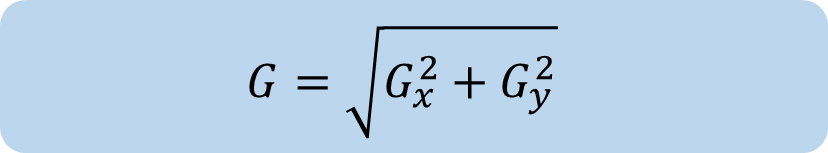 G = √(G_x^2 + G_y^2)